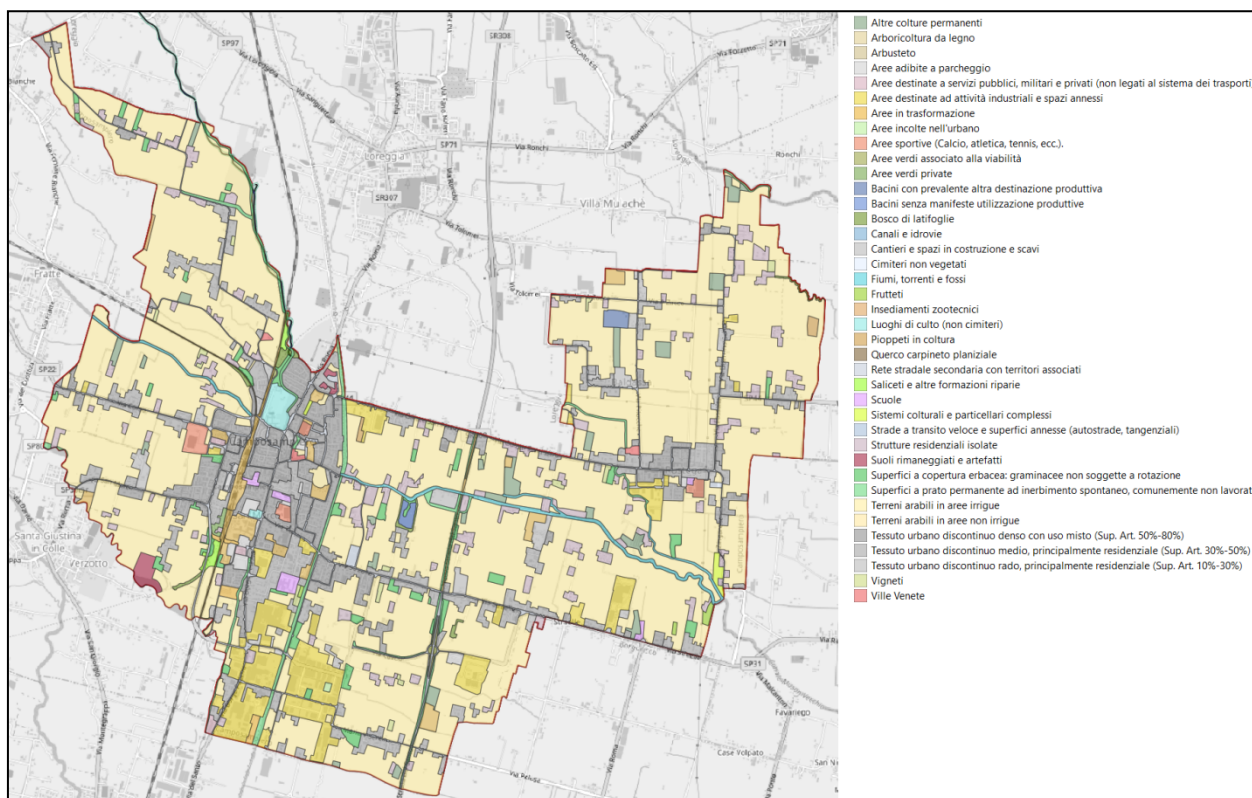 Altre colture permanenti
Arboricoltura da legno
Arbusteto
Aree adibite a parcheggio
Aree destinate a servizi pubblici, militari e privati (non legati al sistema dei trasporti)
Aree destinate ad attività industriali e spazi annessi
Aree in trasformazione
Aree incolte nell'urbano
Aree sportive (Calcio, atletica, tennis, ecc.).
Aree verdi associato alla viabilità
Aree verdi private
Bacini con prevalente altra destinazione produttiva
Bacini senza manifeste utilizzazione produttive
Bosco di latifoglie
Canali e idrovie
Cantieri e spazi in costruzione e scavi
Cimiteri non vegetati
Fiumi, torrenti e fossi
Frutteti
Insediamenti zootecnici
Luoghi di culto (non cimiteri)
Pioppeti in coltura
Querco carpineto planiziale
Rete stradale secondaria con territori associati
Saliceti e altre formazioni riparie
Scuole
Sistemi colturali e particellari complessi
Strade a transito veloce e superfici annesse (autostrade, tangenziali)
Strutture residenziali isolate
Suoli rimaneggiati e artefatti
Superfici a copertura erbacea: graminacee non soggette a rotazione
Superfici a prato permanente ad inerbimento spontaneo, comunemente non lavorat
Terreni arabili in aree irrigue
Terreni arabili in aree non irrigue
Tessuto urbano discontinuo denso con uso misto (Sup. Art. 50%-80%)
Tessuto urbano discontinuo medio, principalmente residenziale (Sup. Art. 30%-50%)
Tessuto urbano discontinuo rado, principalmente residenziale (Sup. Art. 10%-30%)
Vigneti
Ville Venete
SP97
SR308
SP71
Loreggia
SP71
Via Ronchi
Ronchi
SR307
Villa Mulache
Fratte
SP22
Santa Giustina
in Colle
Verzotto
SP31
Favariego
Case Volpato
Via Pelusa
Via Roma